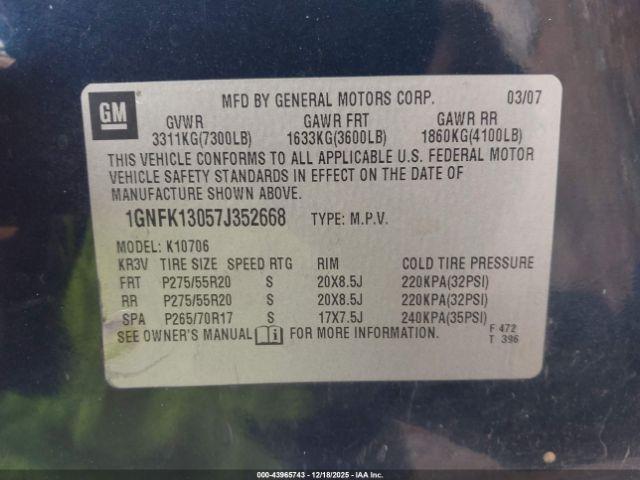 GM
MFD BY GENERAL MOTORS CORP. 03/07
GVWR GAWR FRT GAWR RR
3311KG(7300LB) 1633KG(3600LB) 1860KG(4100LB)
THIS VEHICLE CONFORMS TO ALL APPLICABLE U.S. FEDERAL MOTOR
VEHICLE SAFETY STANDARDS IN EFFECT ON THE DATE OF
MANUFACTURE SHOWN ABOVE.
1GNFK13057J352668 TYPE: M.P.V.
MODEL: K10706
KR3V TIRE SIZE SPEED RTG RIM COLD TIRE PRESSURE
FRT P275/55R20 S 20X8.5J 220KPA(32PSI)
RR P275/55R20 S 20X8.5J 220KPA(32PSI)
SPA P265/70R17 S 17X7.5J 240KPA(35PSI)
SEE OWNER'S MANUAL FOR MORE INFORMATION.
F 472
T 396
000-43965743 - 12/18/2025 - IAA Inc. - IAP